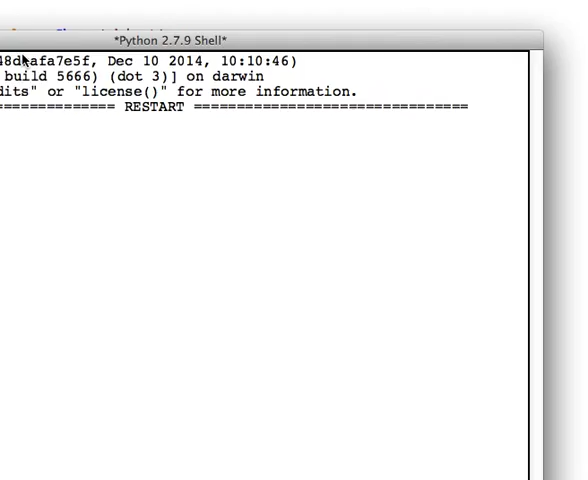 *Python 2.7.9 Shell*
afa7e5f, Dec 10 2014, 10:10:46)
build 5666) (dot 3)] on darwin
dits" or "license()" for more information.
============== RESTART ================================